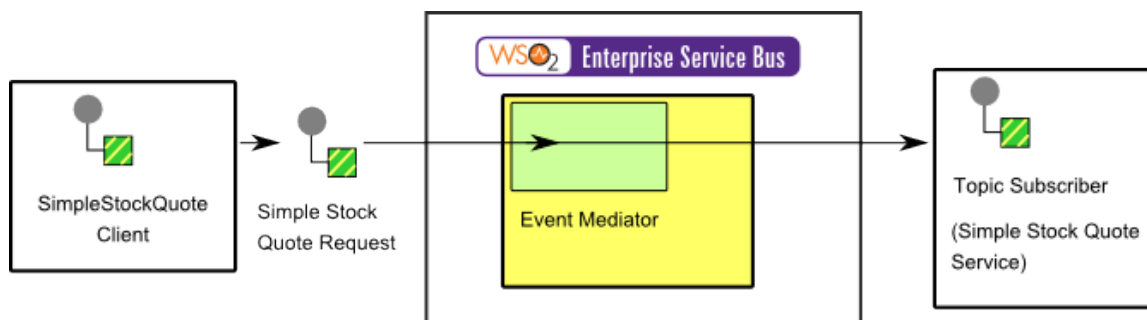 WSO2 Enterprise Service Bus
SimpleStockQuote
Client
Simple Stock
Quote Request
Event Mediator
Topic Subscriber
(Simple Stock Quote
Service)